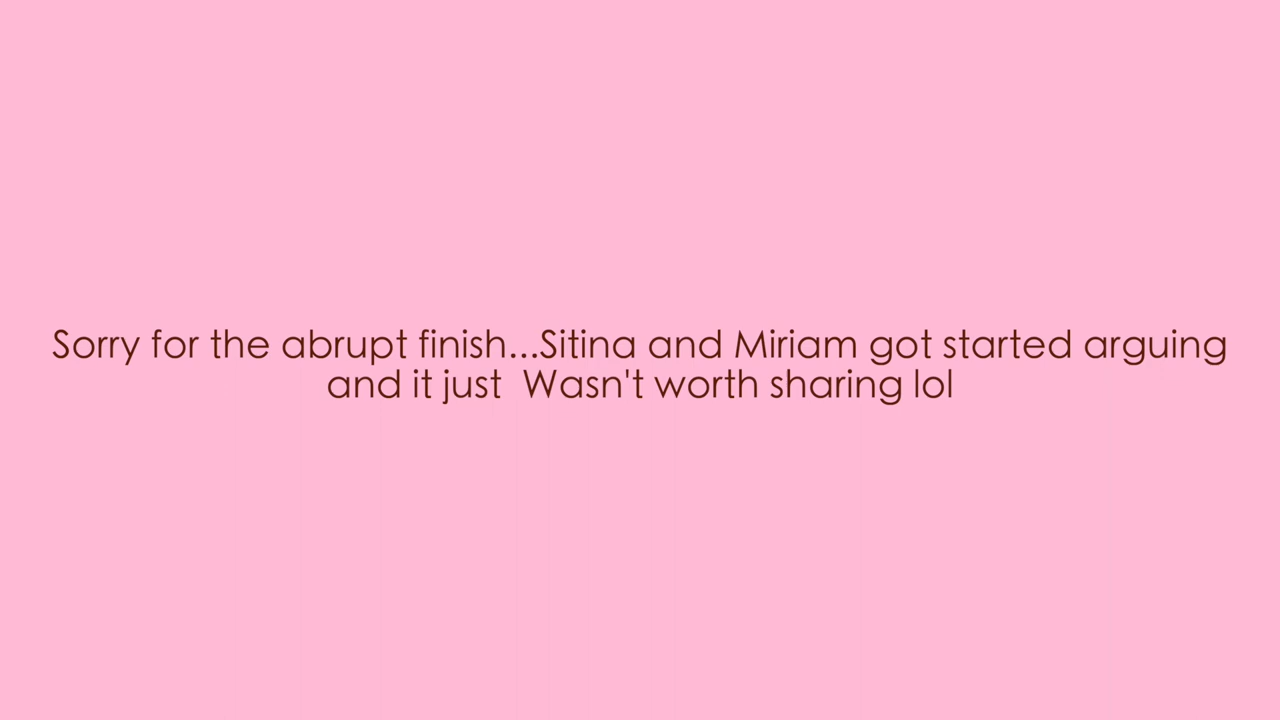 Sorry for the abrupt finish...Sitina and Miriam got started arguing
and it just  Wasn't worth sharing lol